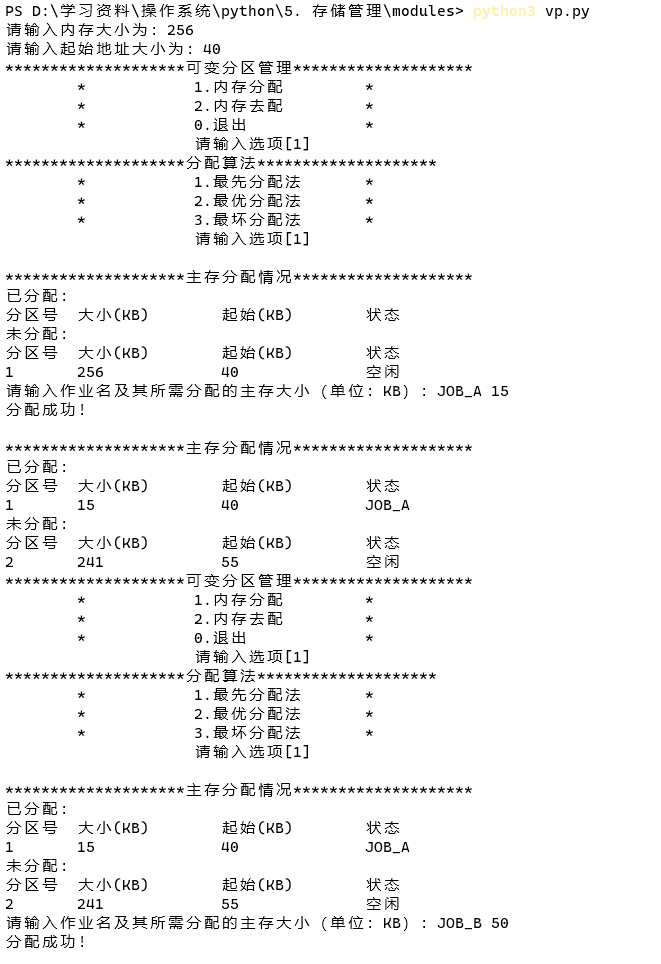 PS D:\学习资料\操作系统\python\5. 存储管理\modules> python3 vp.py
请输入内存大小为: 256
请输入起始地址大小为: 40
********************可变分区管理********************
* 1.内存分配 *
* 2.内存去配 *
* 0.退出 *
请输入选项[1]
********************分配算法********************
* 1.最先分配法 *
* 2.最优分配法 *
* 3.最坏分配法 *
请输入选项[1]
********************主存分配情况********************
已分配:
分区号 大小(KB) 起始(KB) 状态
未分配:
分区号 大小(KB) 起始(KB) 状态
1 256 40 空闲
请输入作业名及其所需分配的主存大小（单位: KB）: JOB_A 15
分配成功!
********************主存分配情况********************
已分配:
分区号 大小(KB) 起始(KB) 状态
1 15 40 JOB_A
未分配:
分区号 大小(KB) 起始(KB) 状态
2 241 55 空闲
********************可变分区管理********************
* 1.内存分配 *
* 2.内存去配 *
* 0.退出 *
请输入选项[1]
********************分配算法********************
* 1.最先分配法 *
* 2.最优分配法 *
* 3.最坏分配法 *
请输入选项[1]
********************主存分配情况********************
已分配:
分区号 大小(KB) 起始(KB) 状态
1 15 40 JOB_A
未分配:
分区号 大小(KB) 起始(KB) 状态
2 241 55 空闲
请输入作业名及其所需分配的主存大小（单位: KB）: JOB_B 50
分配成功!